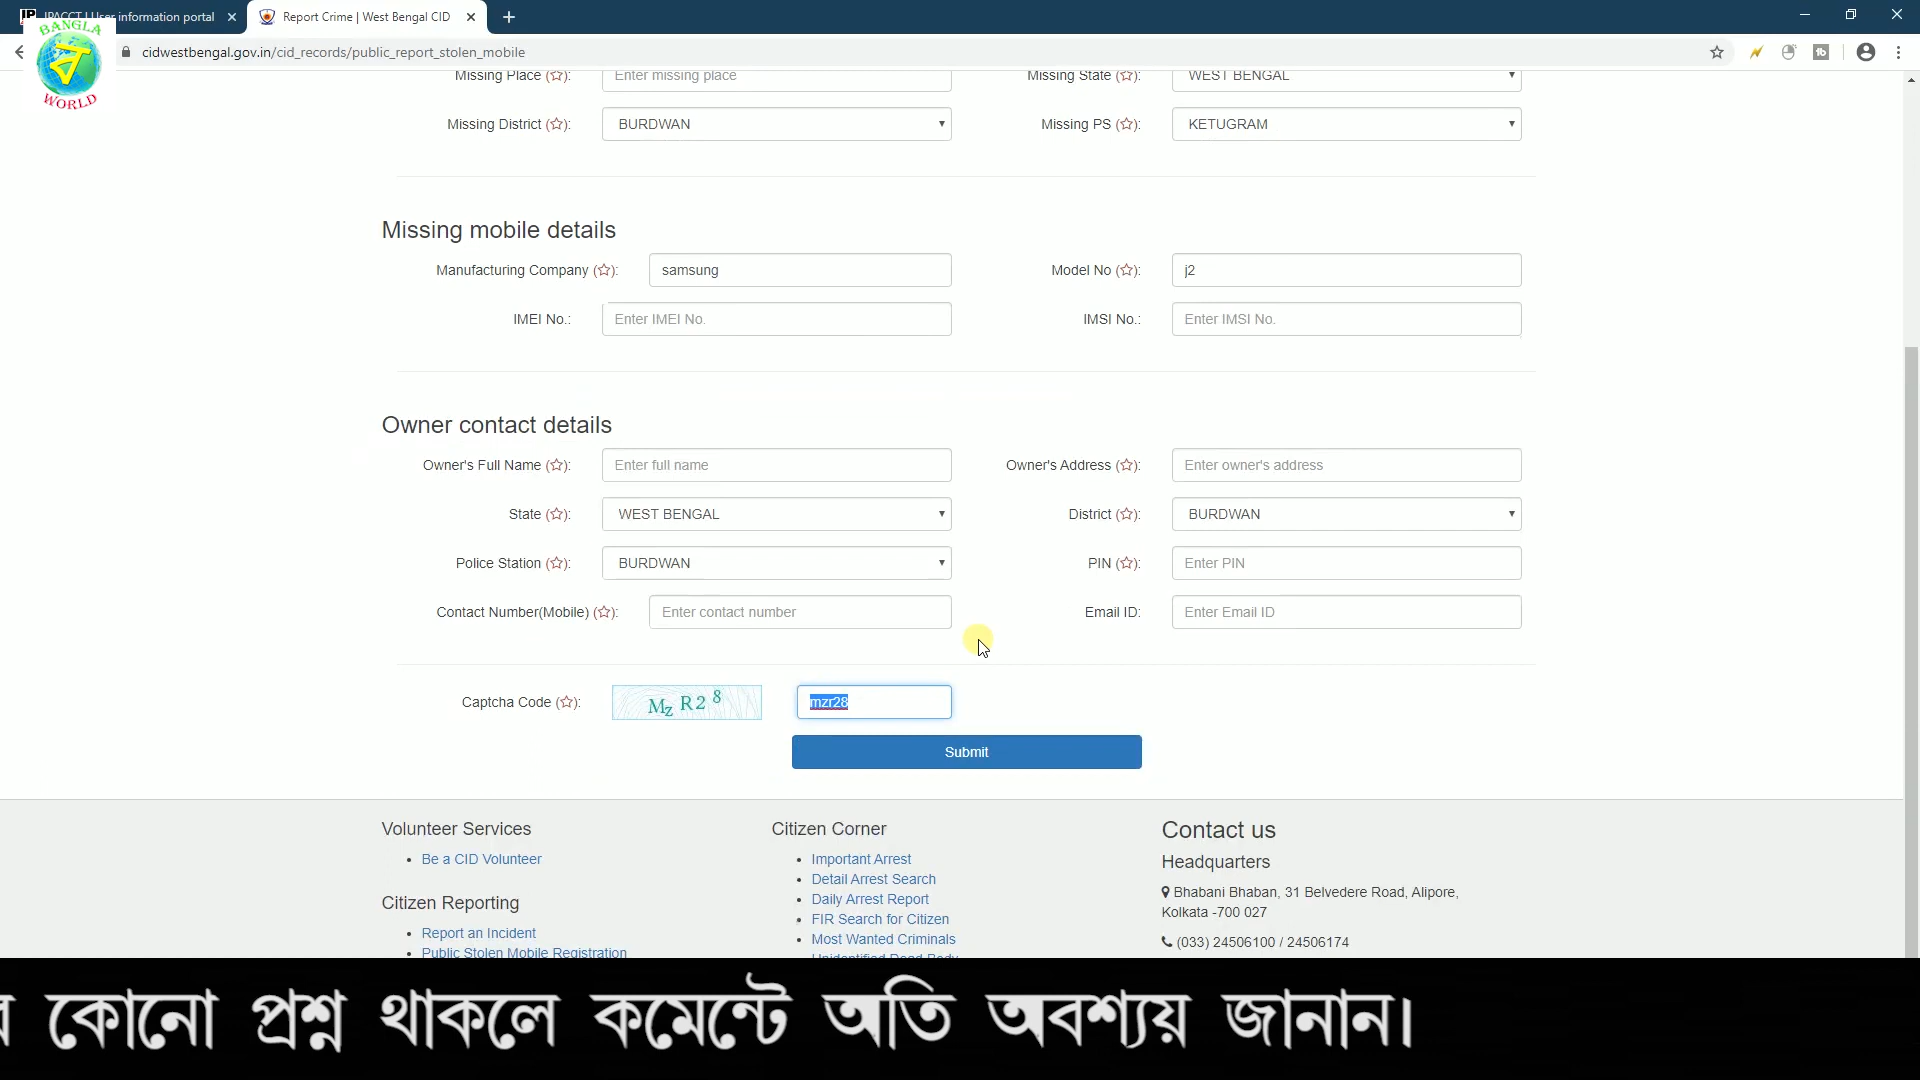 JPACCT | User information portal
Report Crime | West Bengal CID
BANGLA
ব
WORLD
cidwestbengal.gov.in/cid_records/public_report_stolen_mobile
Missing Place (☆): Enter missing place Missing State (☆): WEST BENGAL
Missing District (☆): BURDWAN Missing PS (☆): KETUGRAM
Missing mobile details
Manufacturing Company (☆): samsung Model No (☆): j2
IMEI No.: Enter IMEI No. IMSI No.: Enter IMSI No.
Owner contact details
Owner's Full Name (☆): Enter full name Owner's Address (☆): Enter owner's address
State (☆): WEST BENGAL District (☆): BURDWAN
Police Station (☆): BURDWAN PIN (☆): Enter PIN
Contact Number(Mobile) (☆): Enter contact number Email ID: Enter Email ID
Captcha Code (☆): Mz R2 8 mzr28
Submit
Volunteer Services
Be a CID Volunteer
Citizen Reporting
Report an Incident
Public Stolen Mobile Registration
Citizen Corner
Important Arrest
Detail Arrest Search
Daily Arrest Report
FIR Search for Citizen
Most Wanted Criminals
Unidentified Dead Body
Contact us
Headquarters
Bhabani Bhaban, 31 Belvedere Road, Alipore,
Kolkata -700 027
(033) 24506100 / 24506174
কোনো প্রশ্ন থাকলে কমেন্টে অতি অবশ্যয় জানান।